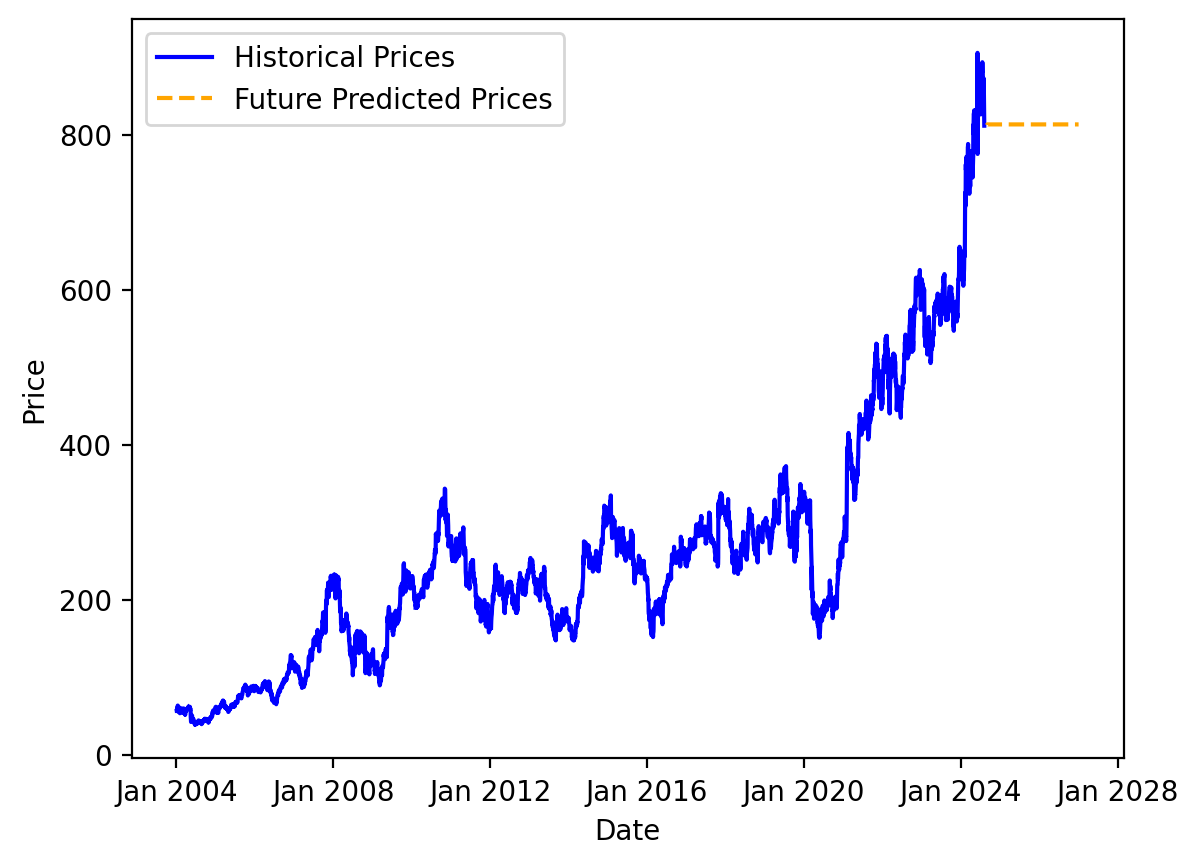 Historical Prices
Future Predicted Prices
800
600
400
200
0
Price
Jan 2004 Jan 2008 Jan 2012 Jan 2016 Jan 2020 Jan 2024 Jan 2028
Date